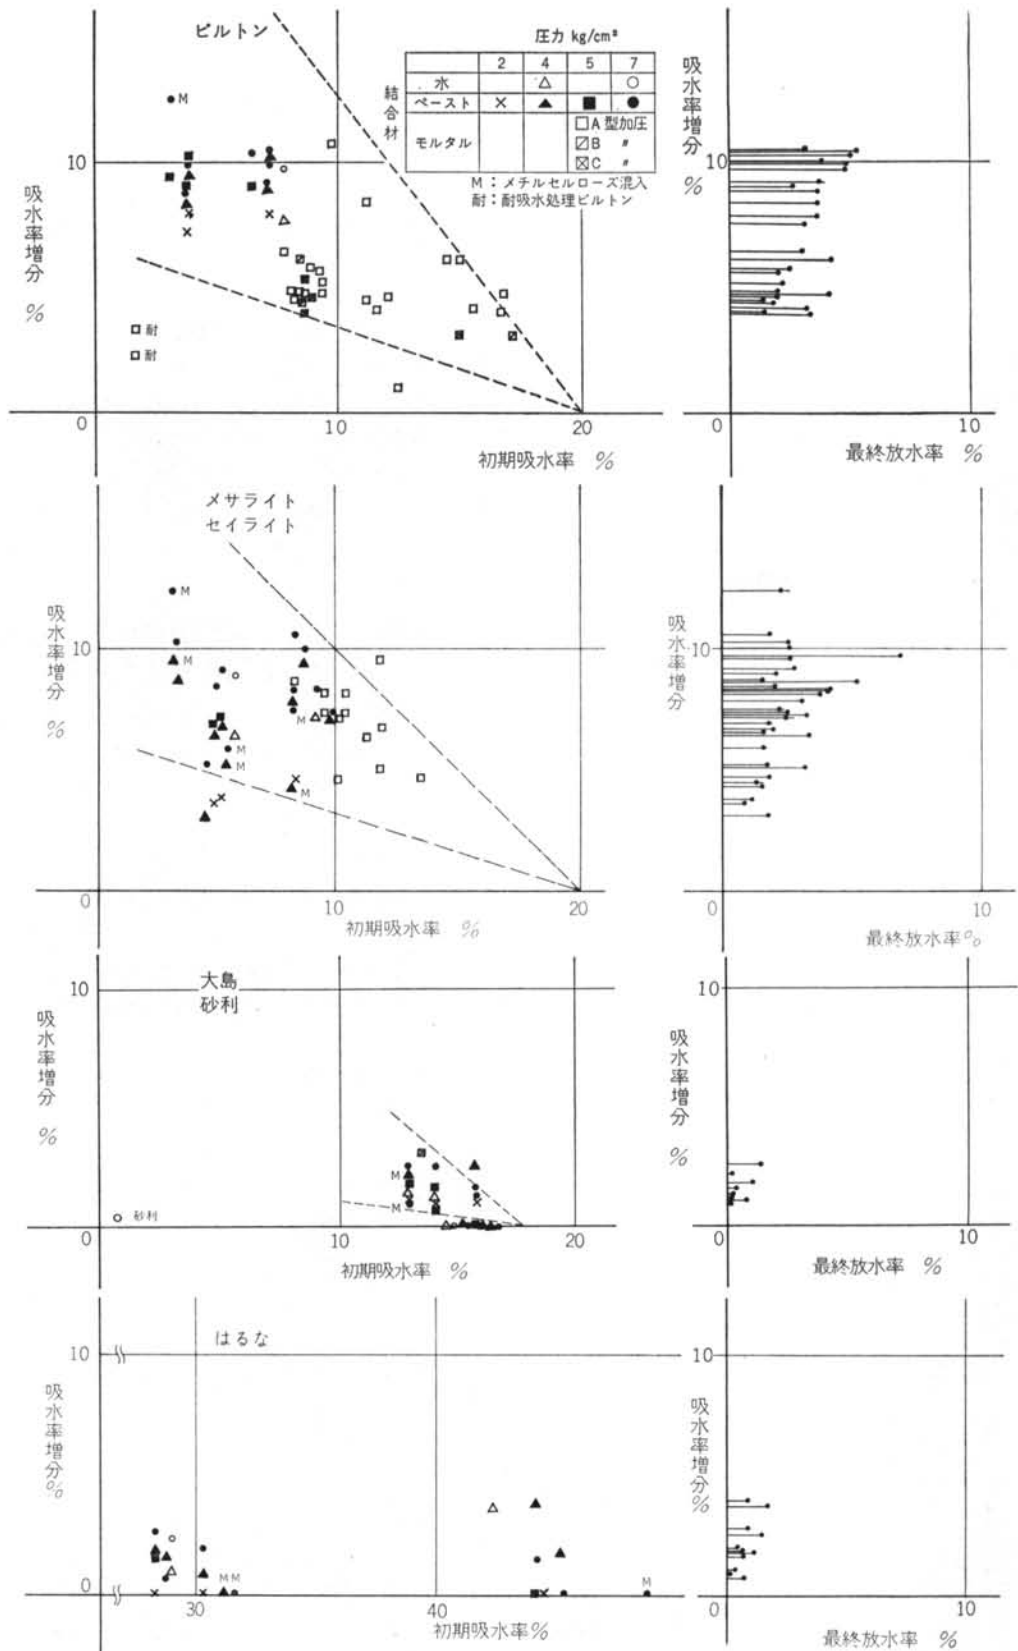 ビルトン
圧力 kg/cm²
2 4 5 7
結合材
水 △ ○
ペースト × ▲ ■ ●
モルタル
□A型加圧
〼B 〃
⊠C 〃
M：メチルセルローズ混入
耐：耐吸水処理ビルトン
M
10
吸水率増分 %
耐
耐
0
10
20
初期吸水率 %
吸水率増分 %
10
0
10
最終放水率 %
メサライト
セイライト
M
M
M
M
M
M
10
吸水率増分 %
0
10
20
初期吸水率 %
吸水率増分
10
0
10
最終放水率%
大島
砂利
10
吸水率増分 %
M
M
砂利
0
10
20
初期吸水率 %
10
吸水率増分 %
0
10
最終放水率 %
はるな
10
吸水率増分%
M M
M
0
30
40
初期吸水率%
10
吸水率増分%
0
10
最終放水率 %